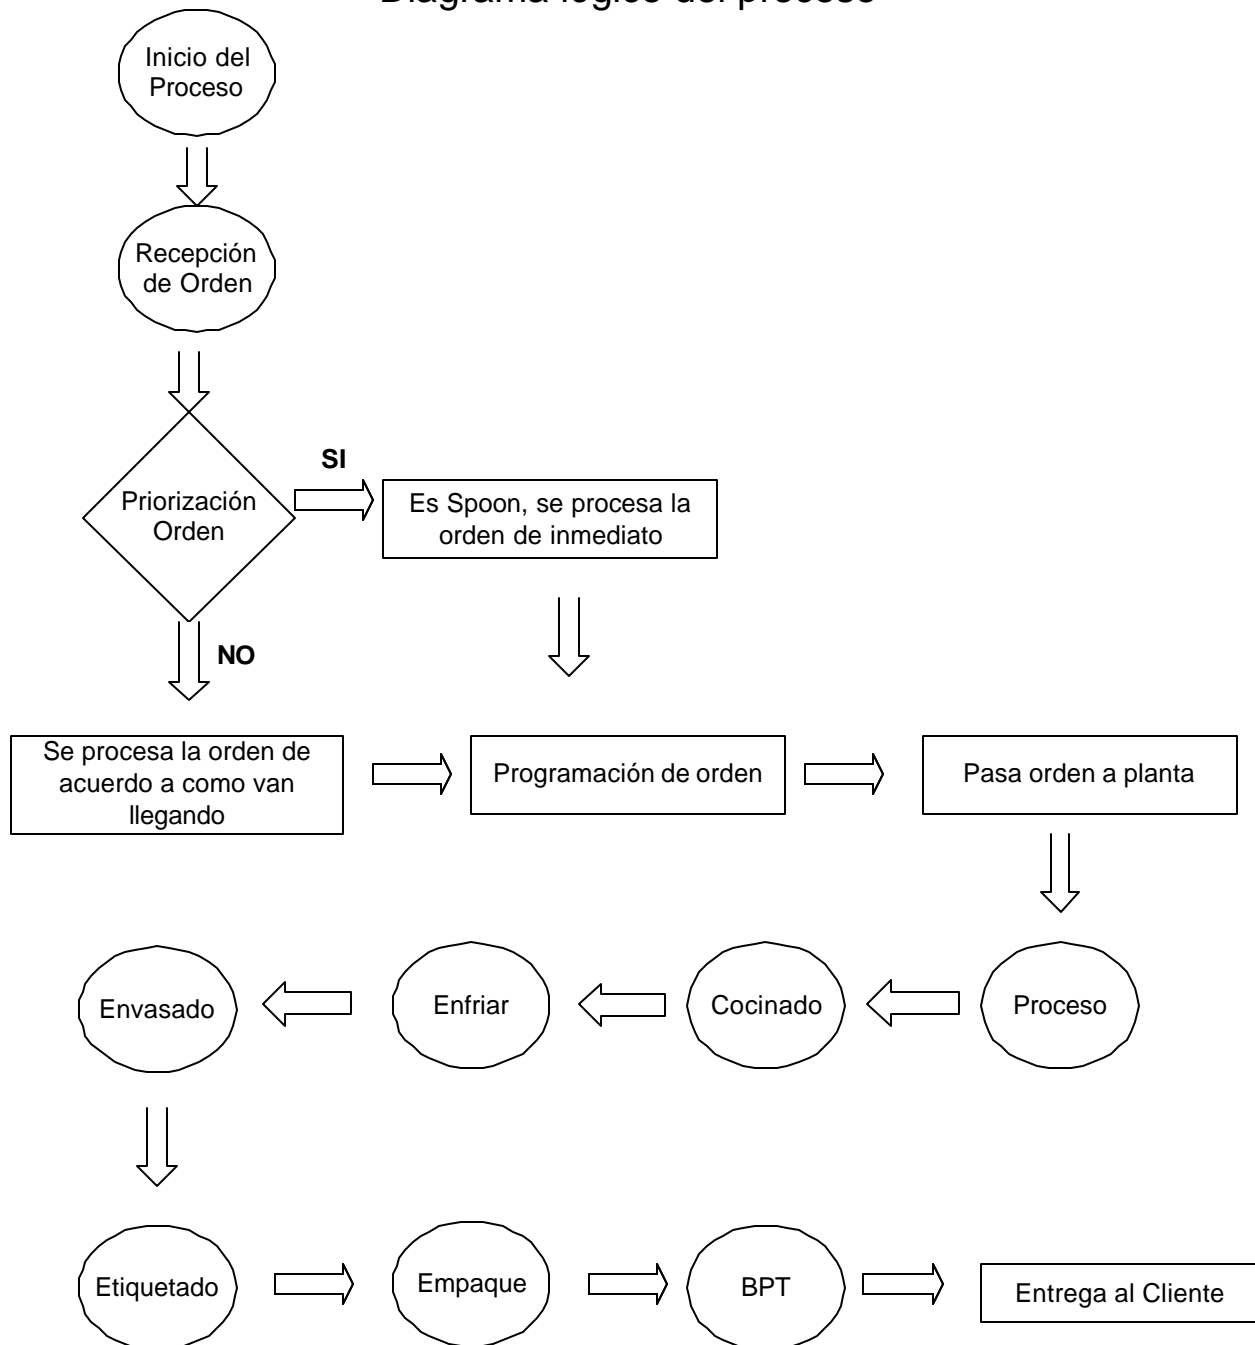 Diagrama lógico del proceso
Inicio del
Proceso
Recepción
de Orden
SI
Priorización
Orden
Es Spoon, se procesa la
orden de inmediato
NO
Se procesa la orden de
acuerdo a como van
llegando
Programación de orden
Pasa orden a planta
Envasado
Enfriar
Cocinado
Proceso
Etiquetado
Empaque
BPT
Entrega al Cliente